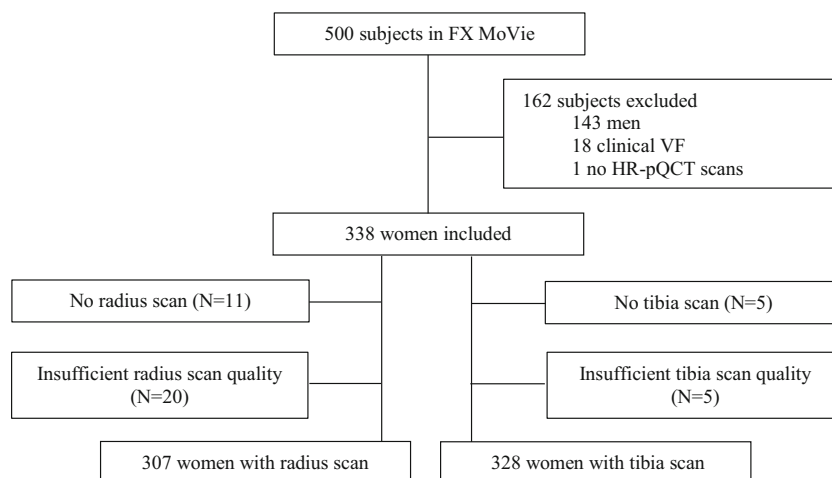 500 subjects in FX MoVie
162 subjects excluded
143 men
18 clinical VF
1 no HR-pQCT scans
338 women included
No radius scan (N=11)
No tibia scan (N=5)
Insufficient radius scan quality
(N=20)
Insufficient tibia scan quality
(N=5)
307 women with radius scan
328 women with tibia scan